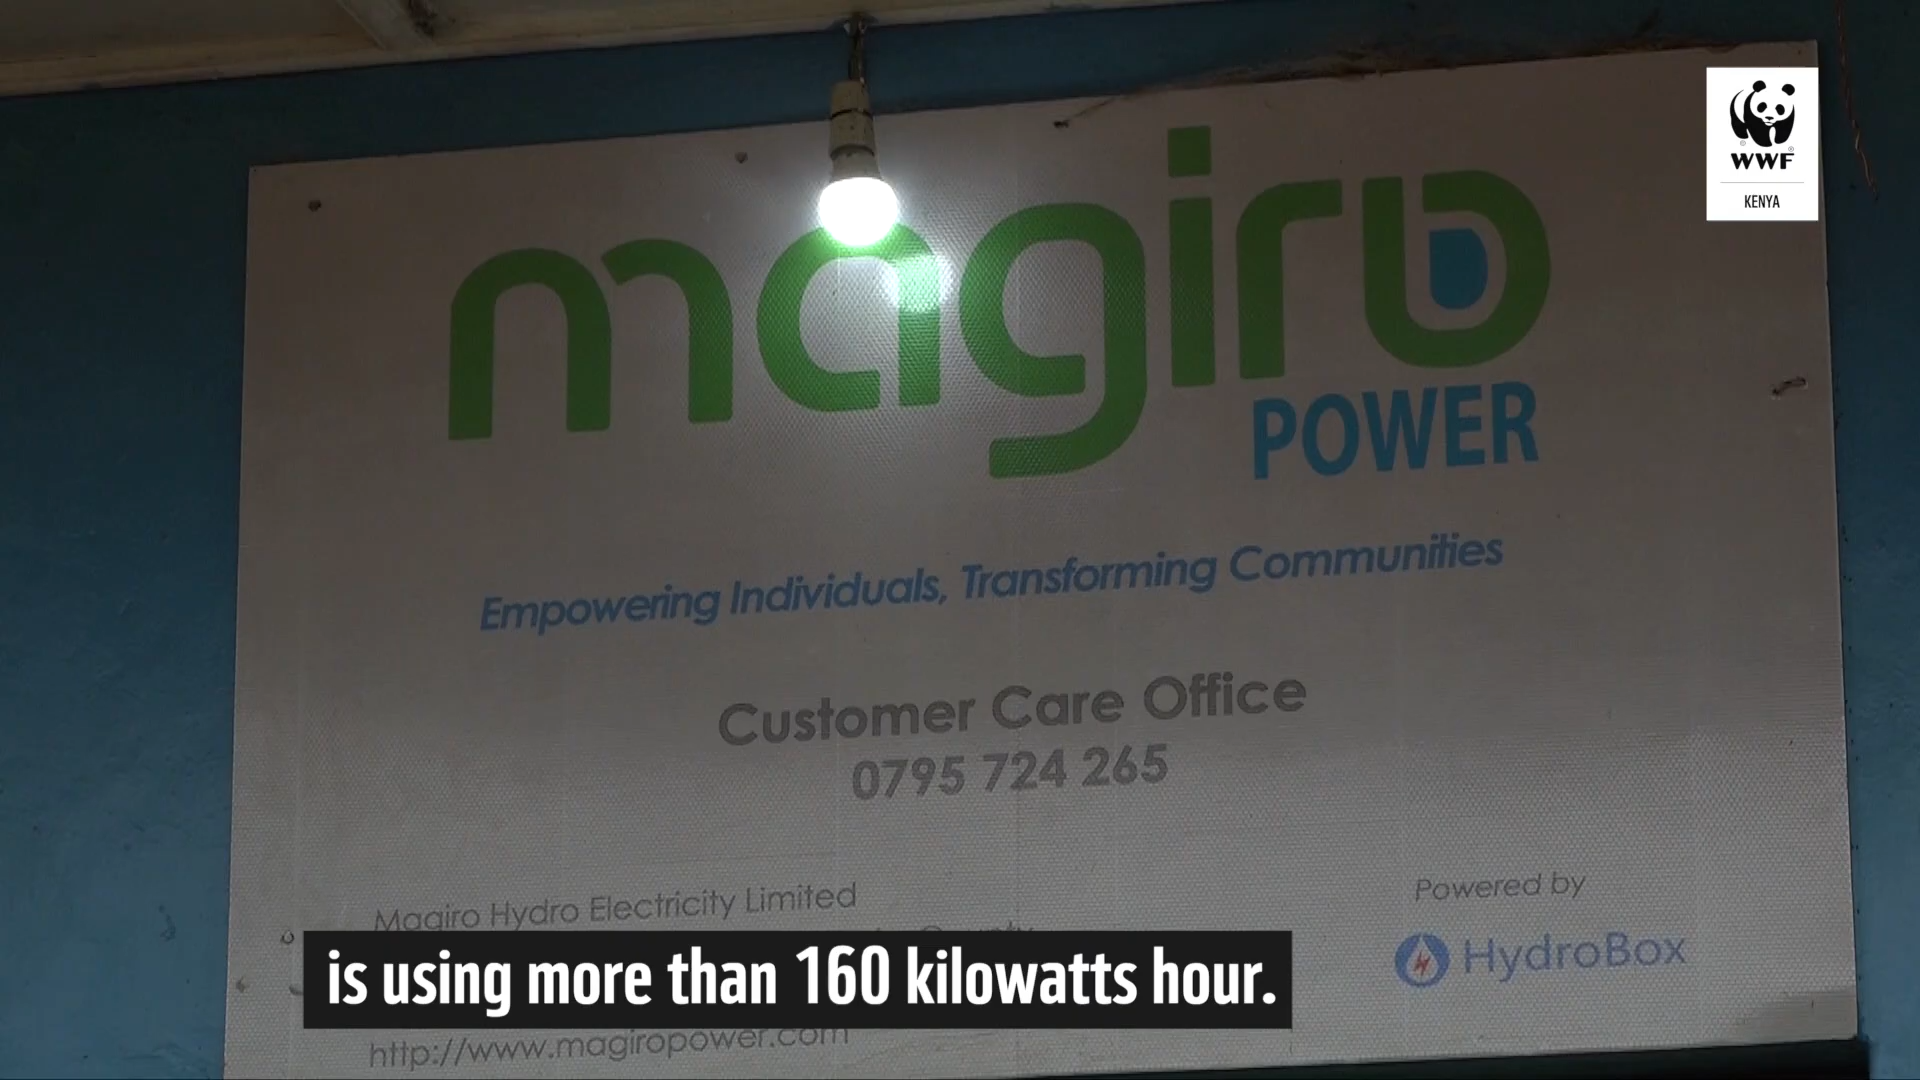 WWF
KENYA
magiro
POWER
Empowering Individuals, Transforming Communities
Customer Care Office
0795 724 265
Magiro Hydro Electricity Limited
Powered by
HydroBox
is using more than 160 kilowatts hour.
http://www.magiropower.com